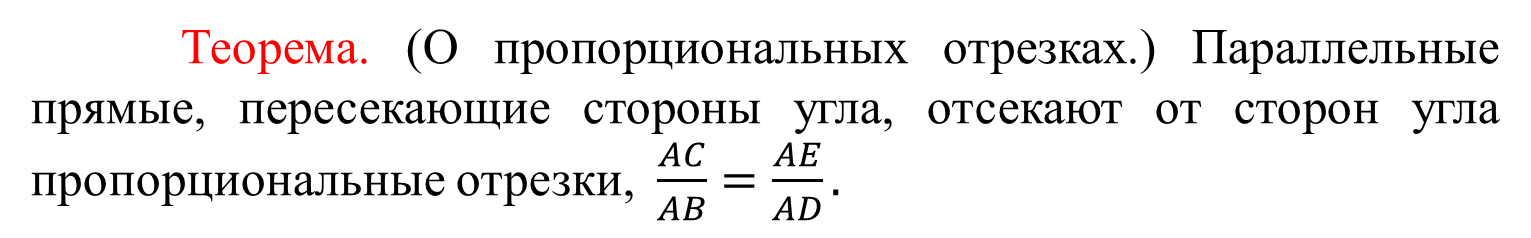 Теорема. (О пропорциональных отрезках.) Параллельные
прямые, пересекающие стороны угла, отсекают от сторон угла
пропорциональные отрезки, AC/AB = AE/AD.